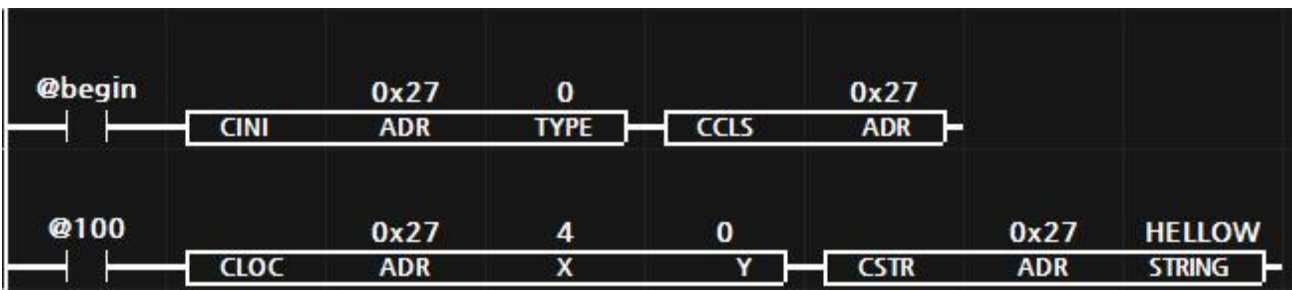 @begin 0x27 0 0x27
CINI ADR TYPE CCLS ADR
@100 0x27 4 0 0x27 HELLOW
CLOC ADR X Y CSTR ADR STRING